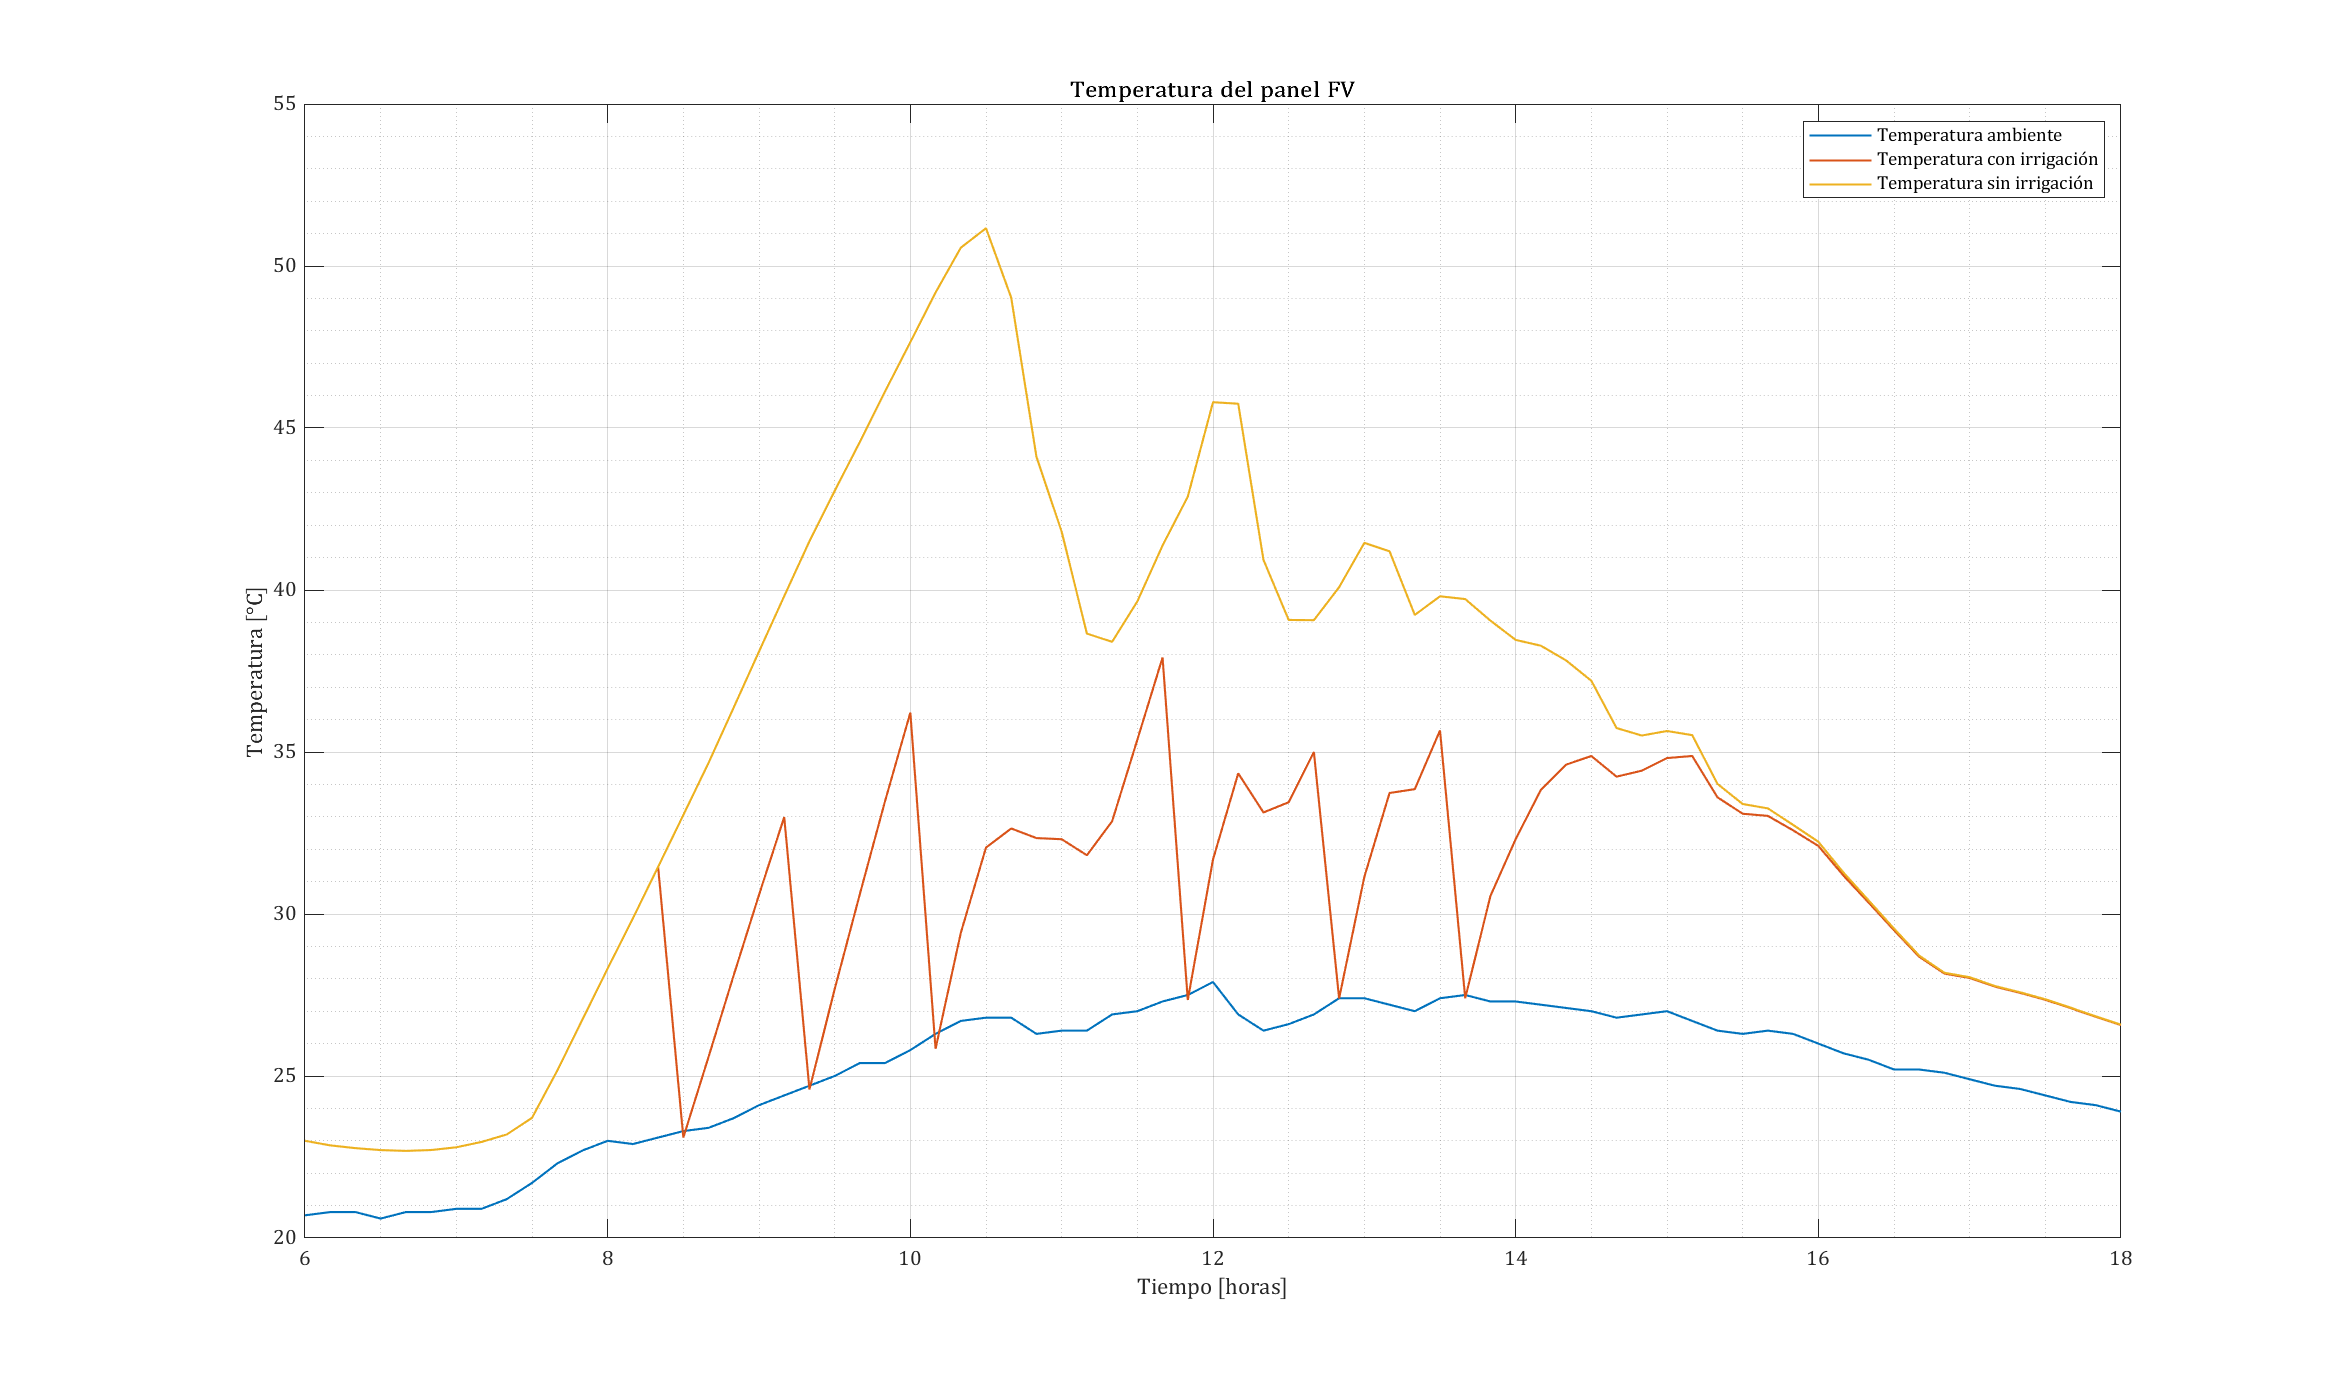 Temperatura del panel FV
Temperatura ambiente
Temperatura con irrigación
Temperatura sin irrigación
Temperatura [°C]
55
50
45
40
35
30
25
20
6 8 10 12 14 16 18
Tiempo [horas]